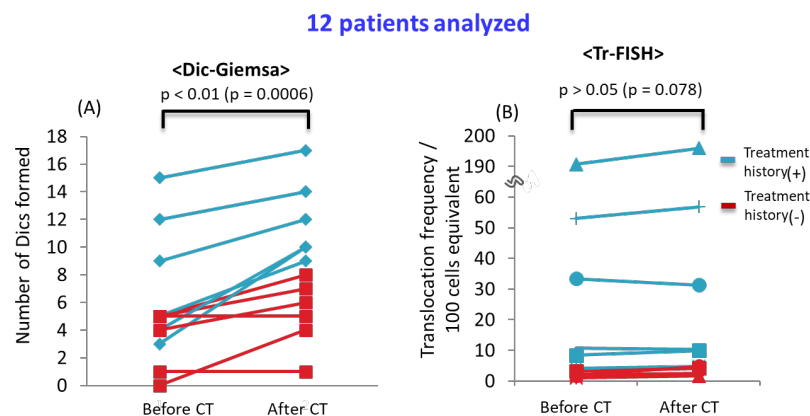 12 patients analyzed
<Dic-Giemsa>
p < 0.01 (p = 0.0006)
(A)
Number of Dics formed
18
16
14
12
10
8
6
4
2
0
Before CT
After CT
<Tr-FISH>
p > 0.05 (p = 0.078)
(B)
Translocation frequency /
100 cells equivalent
200
190
60
50
40
30
20
10
0
Before CT
After CT
Treatment
history(+)
Treatment
history(-)